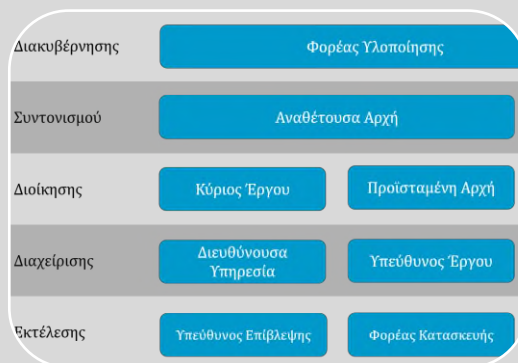 Διακυβέρνησης
Φορέας Υλοποίησης
Συντονισμού
Αναθέτουσα Αρχή
Διοίκησης
Κύριος Έργου
Προϊσταμένη Αρχή
Διαχείρισης
Διευθύνουσα
Υπηρεσία
Υπεύθυνος Έργου
Εκτέλεσης
Υπεύθυνος Επίβλεψης
Φορέας Κατασκευής